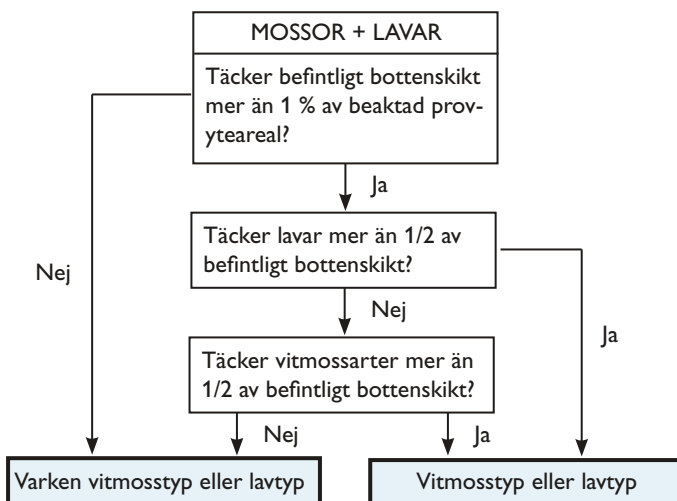 MOSSOR + LAVAR
Täcker befintligt bottenskikt
mer än 1 % av beaktad prov-
yteareal?
Ja
Täcker lavar mer än 1/2 av
befintligt bottenskikt?
Nej
Nej
Ja
Täcker vitmossarter mer än
1/2 av befintligt bottenskikt?
Nej
Ja
Varken vitmosstyp eller lavtyp
Vitmosstyp eller lavtyp